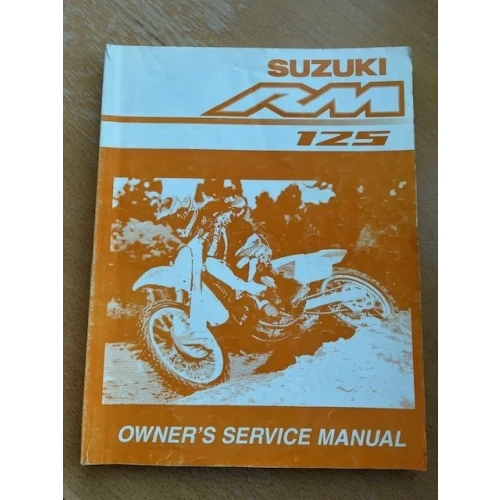 SUZUKI
RM
125
OWNER'S SERVICE MANUAL